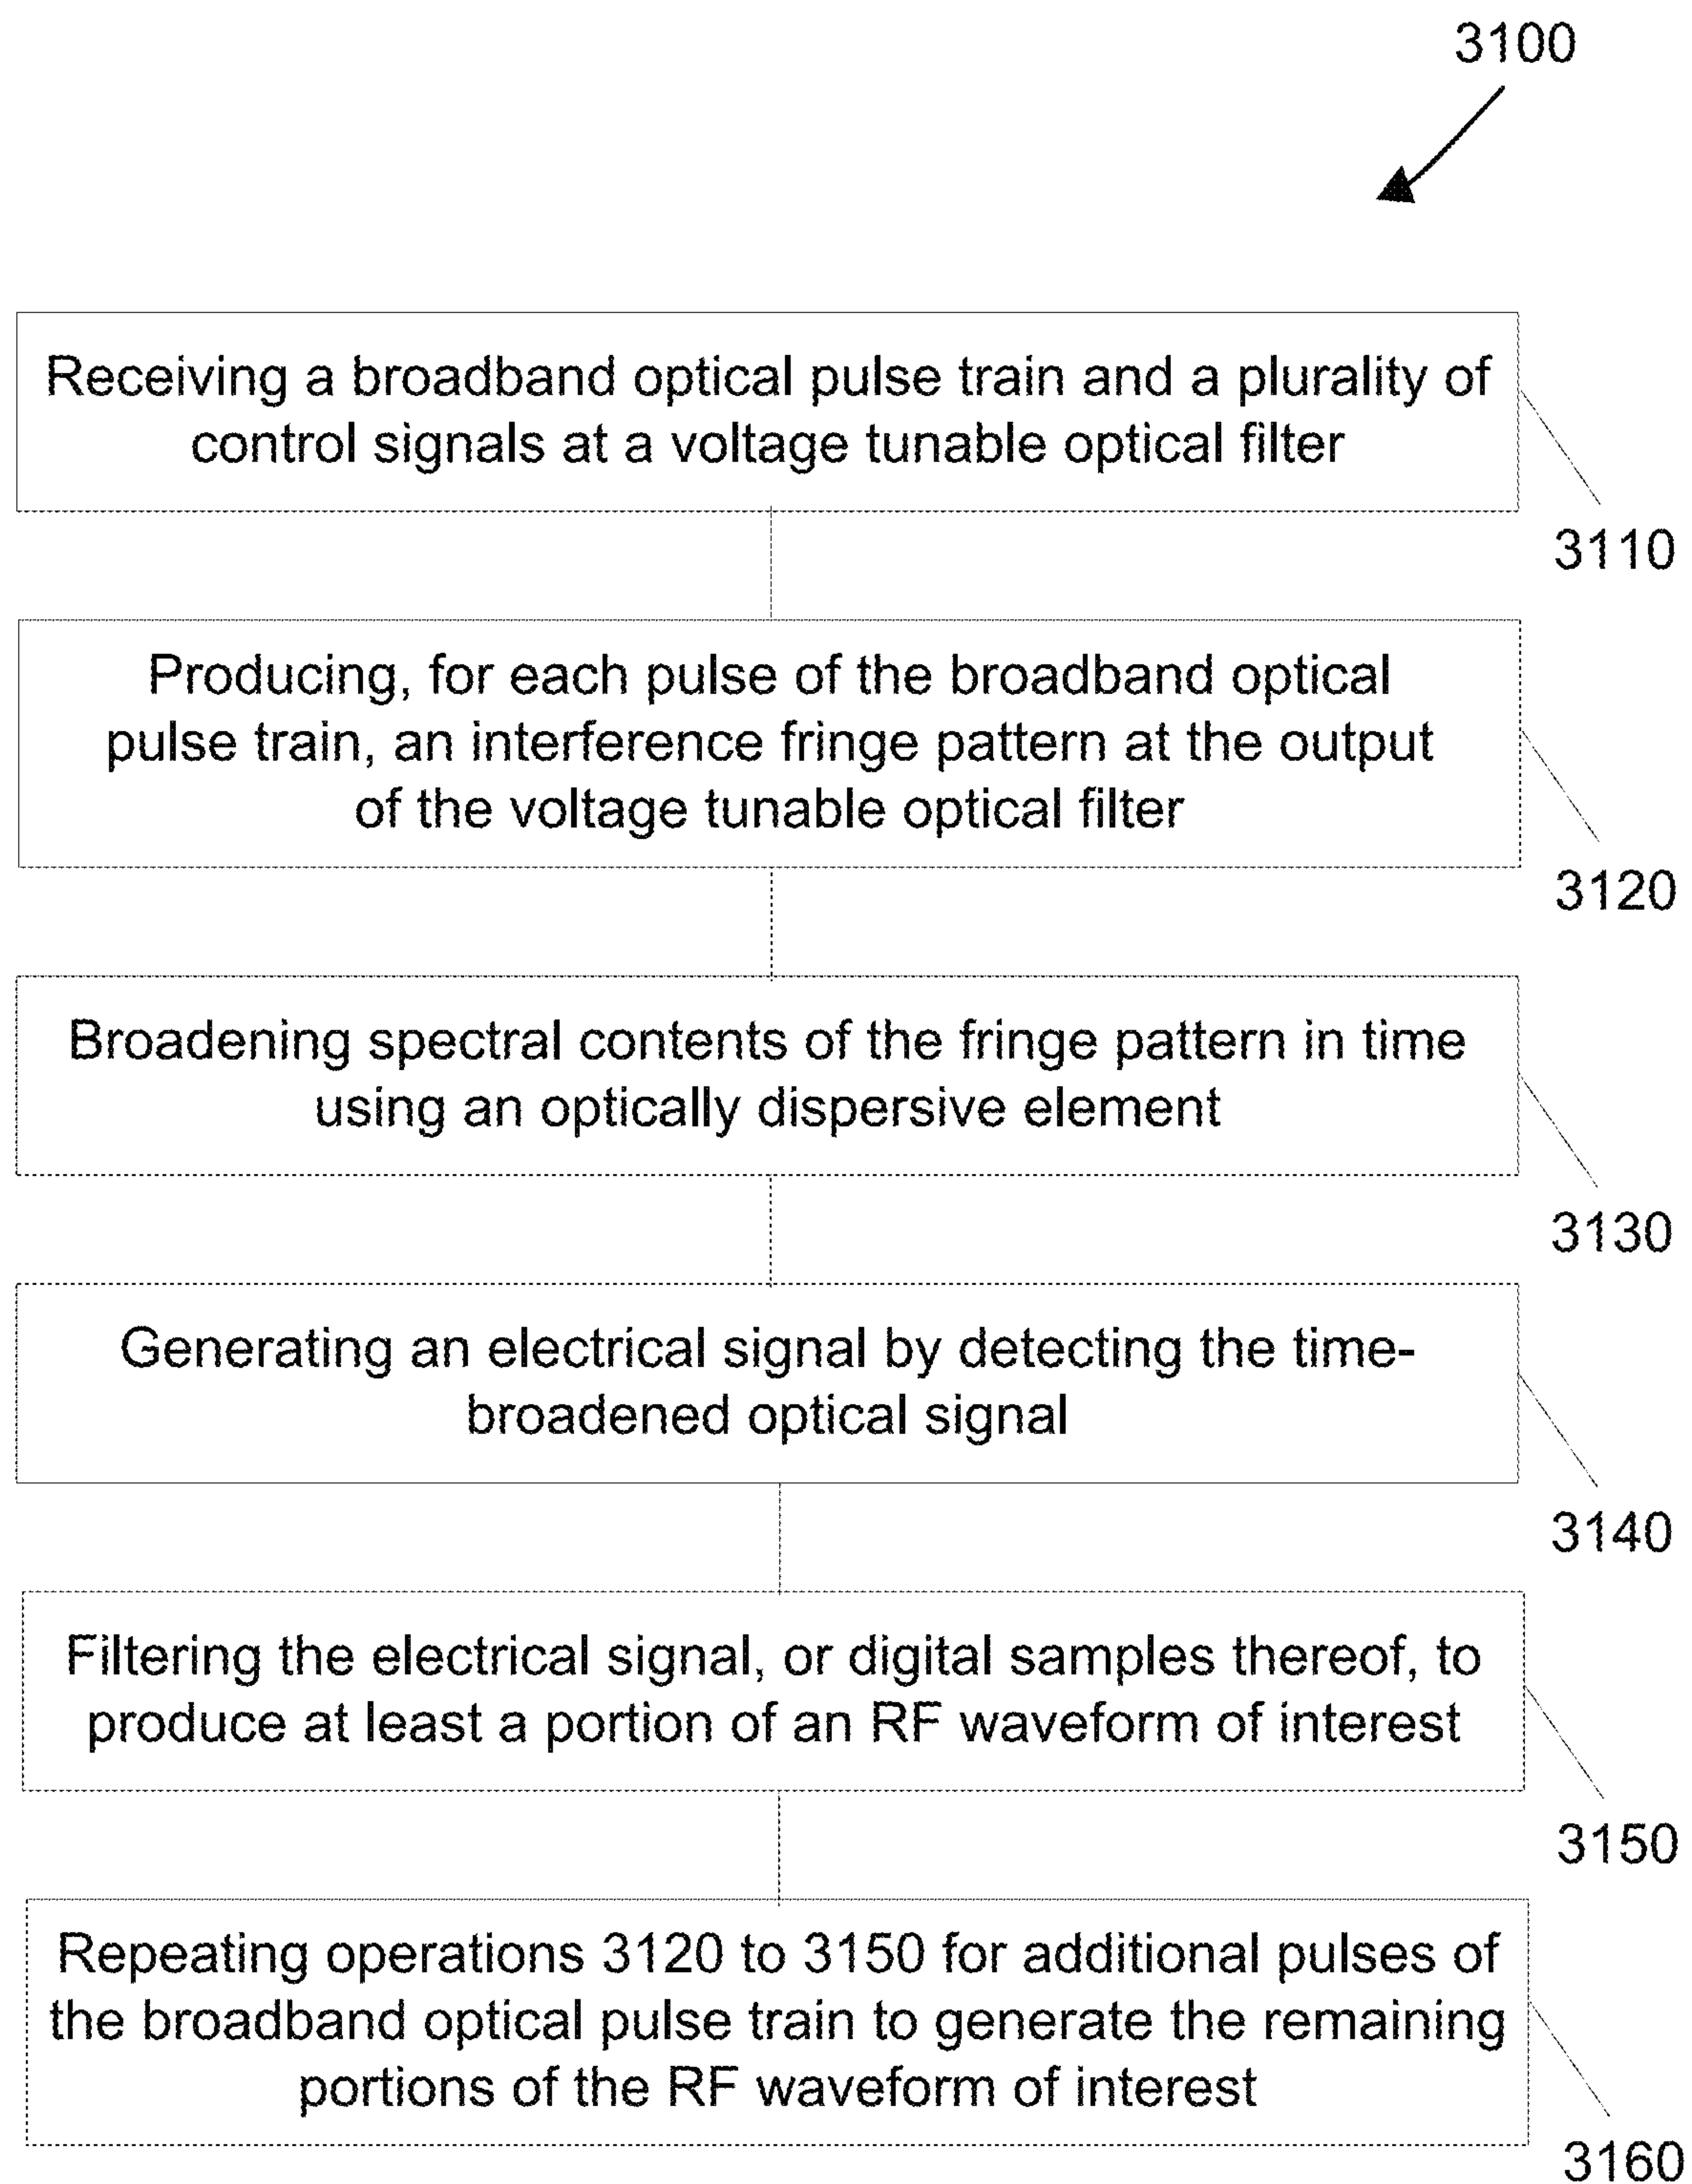 3100
Receiving a broadband optical pulse train and a plurality of
control signals at a voltage tunable optical filter
3110
Producing, for each pulse of the broadband optical
pulse train, an interference fringe pattern at the output
of the voltage tunable optical filter
3120
Broadening spectral contents of the fringe pattern in time
using an optically dispersive element
3130
Generating an electrical signal by detecting the time-
broadened optical signal
3140
Filtering the electrical signal, or digital samples thereof, to
produce at least a portion of an RF waveform of interest
3150
Repeating operations 3120 to 3150 for additional pulses of
the broadband optical pulse train to generate the remaining
portions of the RF waveform of interest
3160